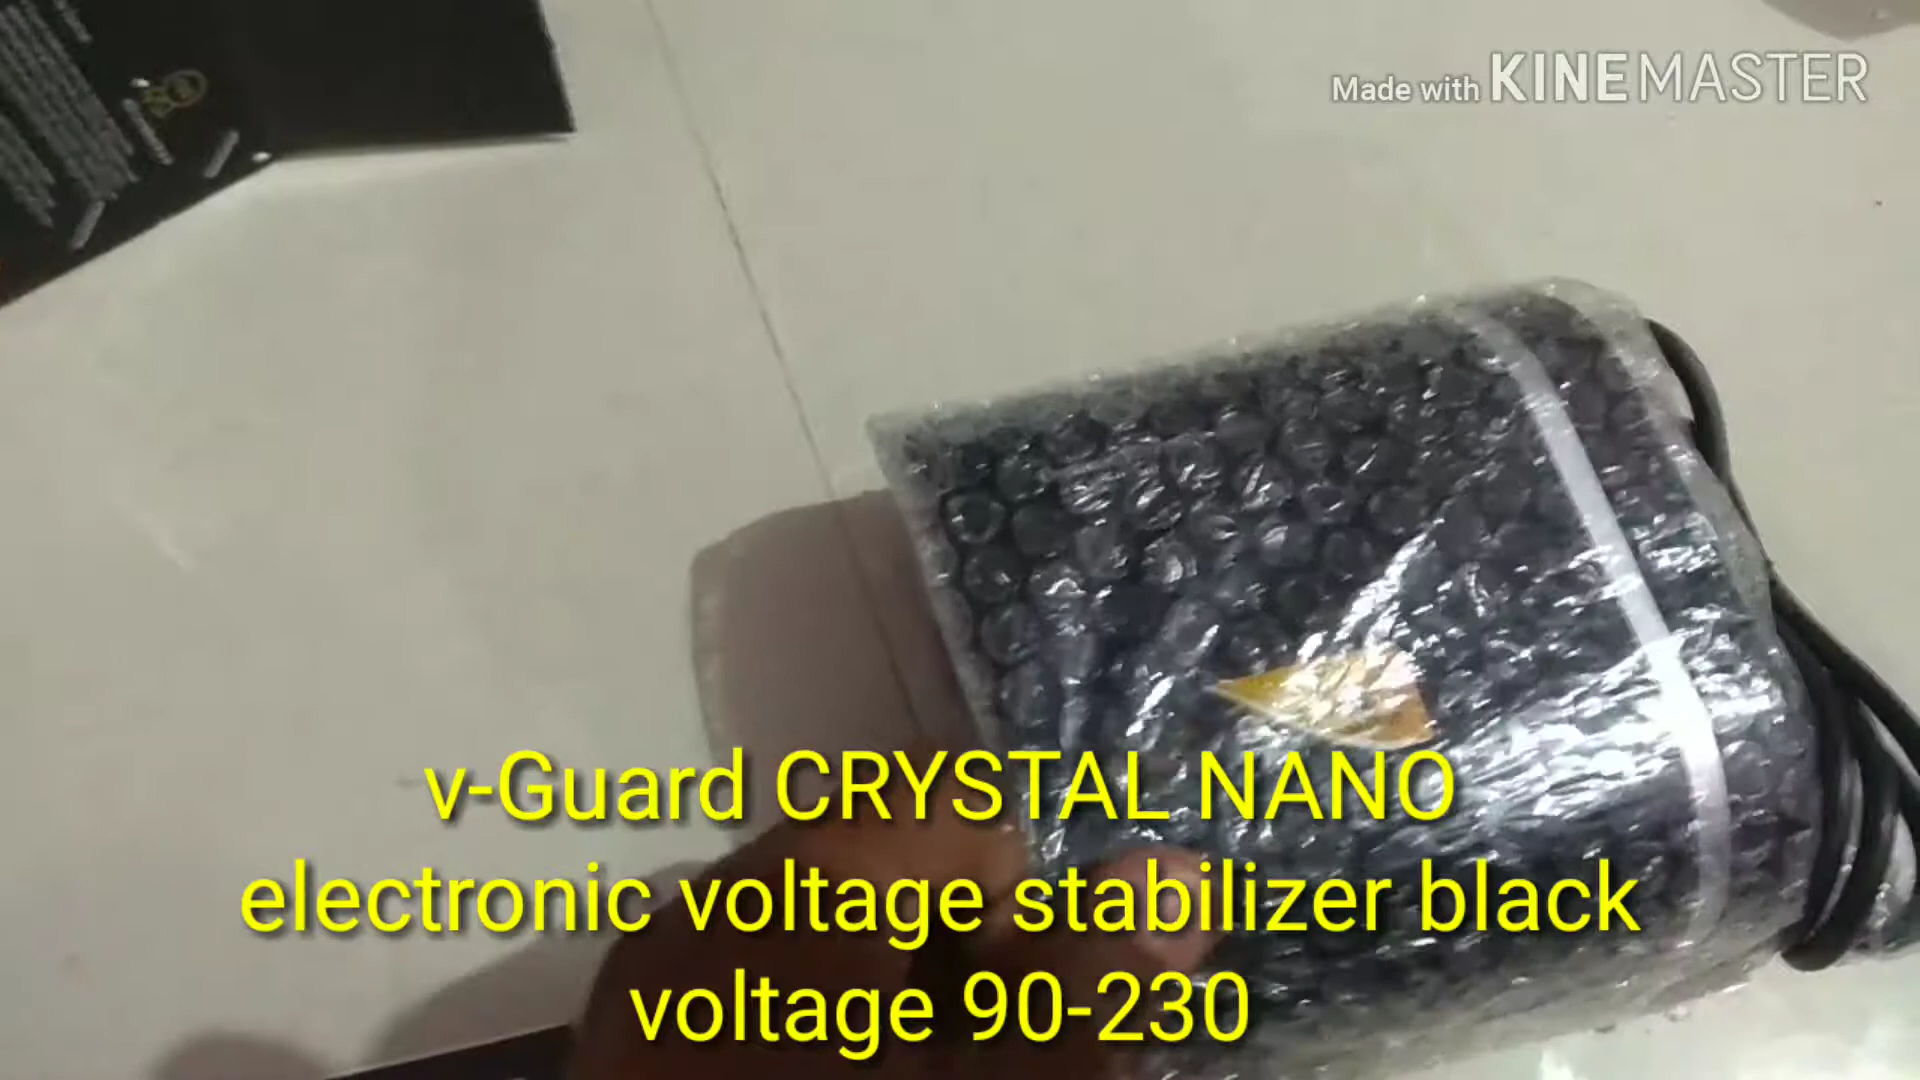 Made with KINEMASTER
v-Guard CRYSTAL NANO
electronic voltage stabilizer black
voltage 90-230